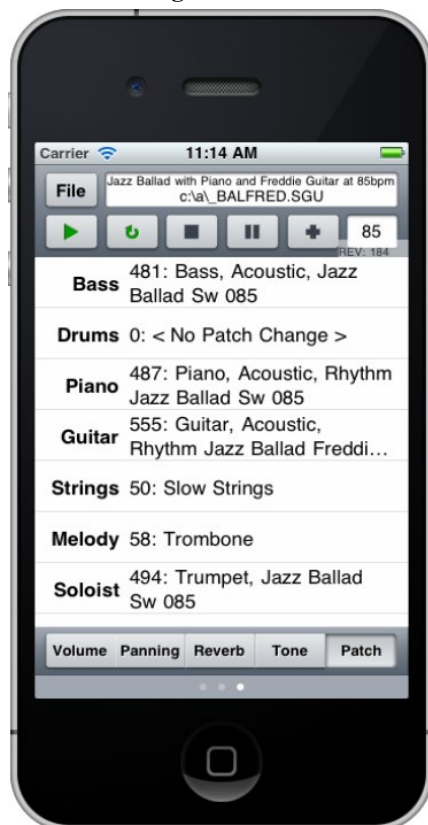 Carrier 11:14 AM
File
Jazz Ballad with Piano and Freddie Guitar at 85bpm
c:\a\_BALFRED.SGU
85
REV: 184
Bass 481: Bass, Acoustic, Jazz
Ballad Sw 085
Drums 0: < No Patch Change >
Piano 487: Piano, Acoustic, Rhythm
Jazz Ballad Sw 085
Guitar 555: Guitar, Acoustic,
Rhythm Jazz Ballad Freddi...
Strings 50: Slow Strings
Melody 58: Trombone
Soloist 494: Trumpet, Jazz Ballad
Sw 085
Volume Panning Reverb Tone Patch